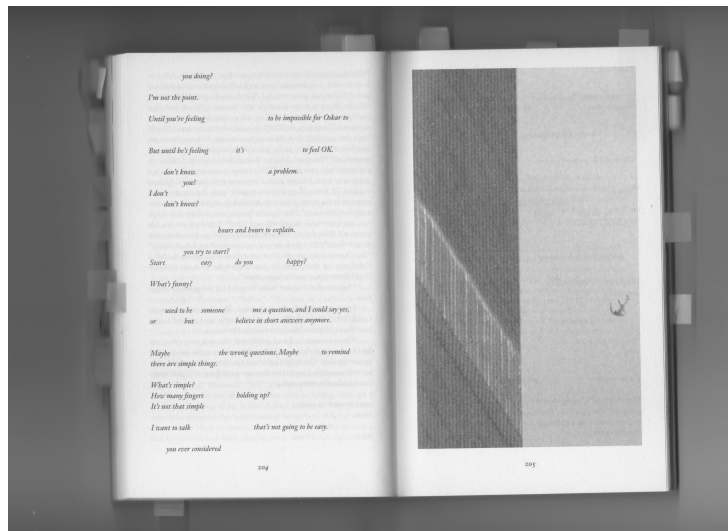 you doing?
I'm not the point.
Until you're feeling to be impossible for Oskar to
But until he's feeling it's to feel OK.
don't know. a problem.
you?
I don't
don't know?
hours and hours to explain.
you try to start?
Start easy do you happy?
What's funny?
used to be someone me a question, and I could say yes,
or but believe in short answers anymore.
Maybe the wrong questions. Maybe to remind
there are simple things.
What's simple?
How many fingers holding up?
It's not that simple
I want to talk that's not going to be easy.
you ever considered
204
205